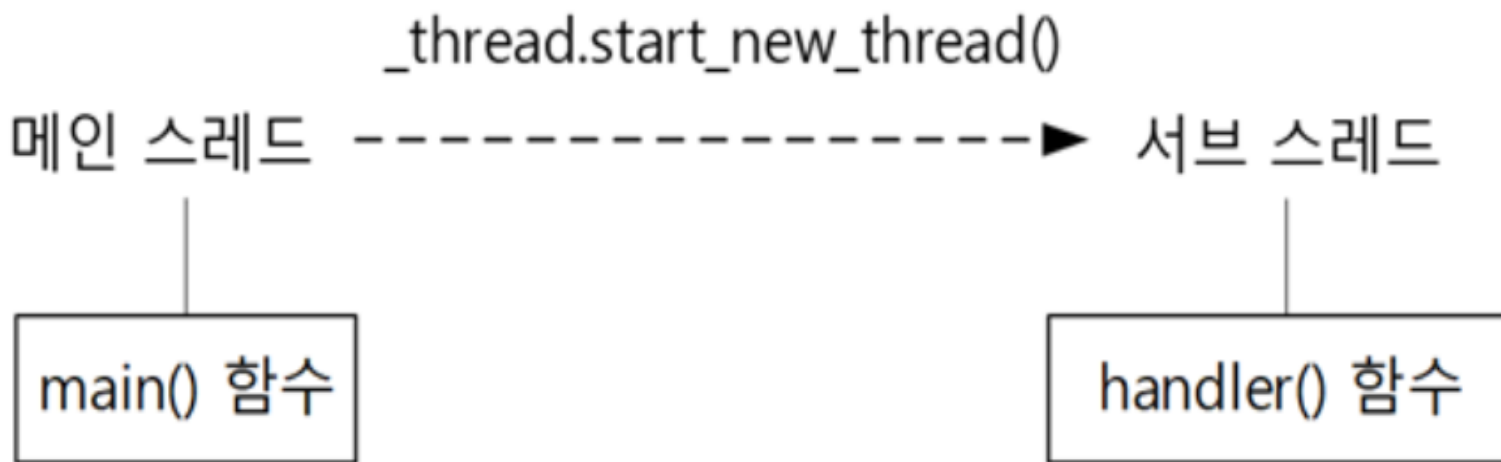 _thread.start_new_thread()
메인 스레드
서브 스레드
main() 함수
handler() 함수